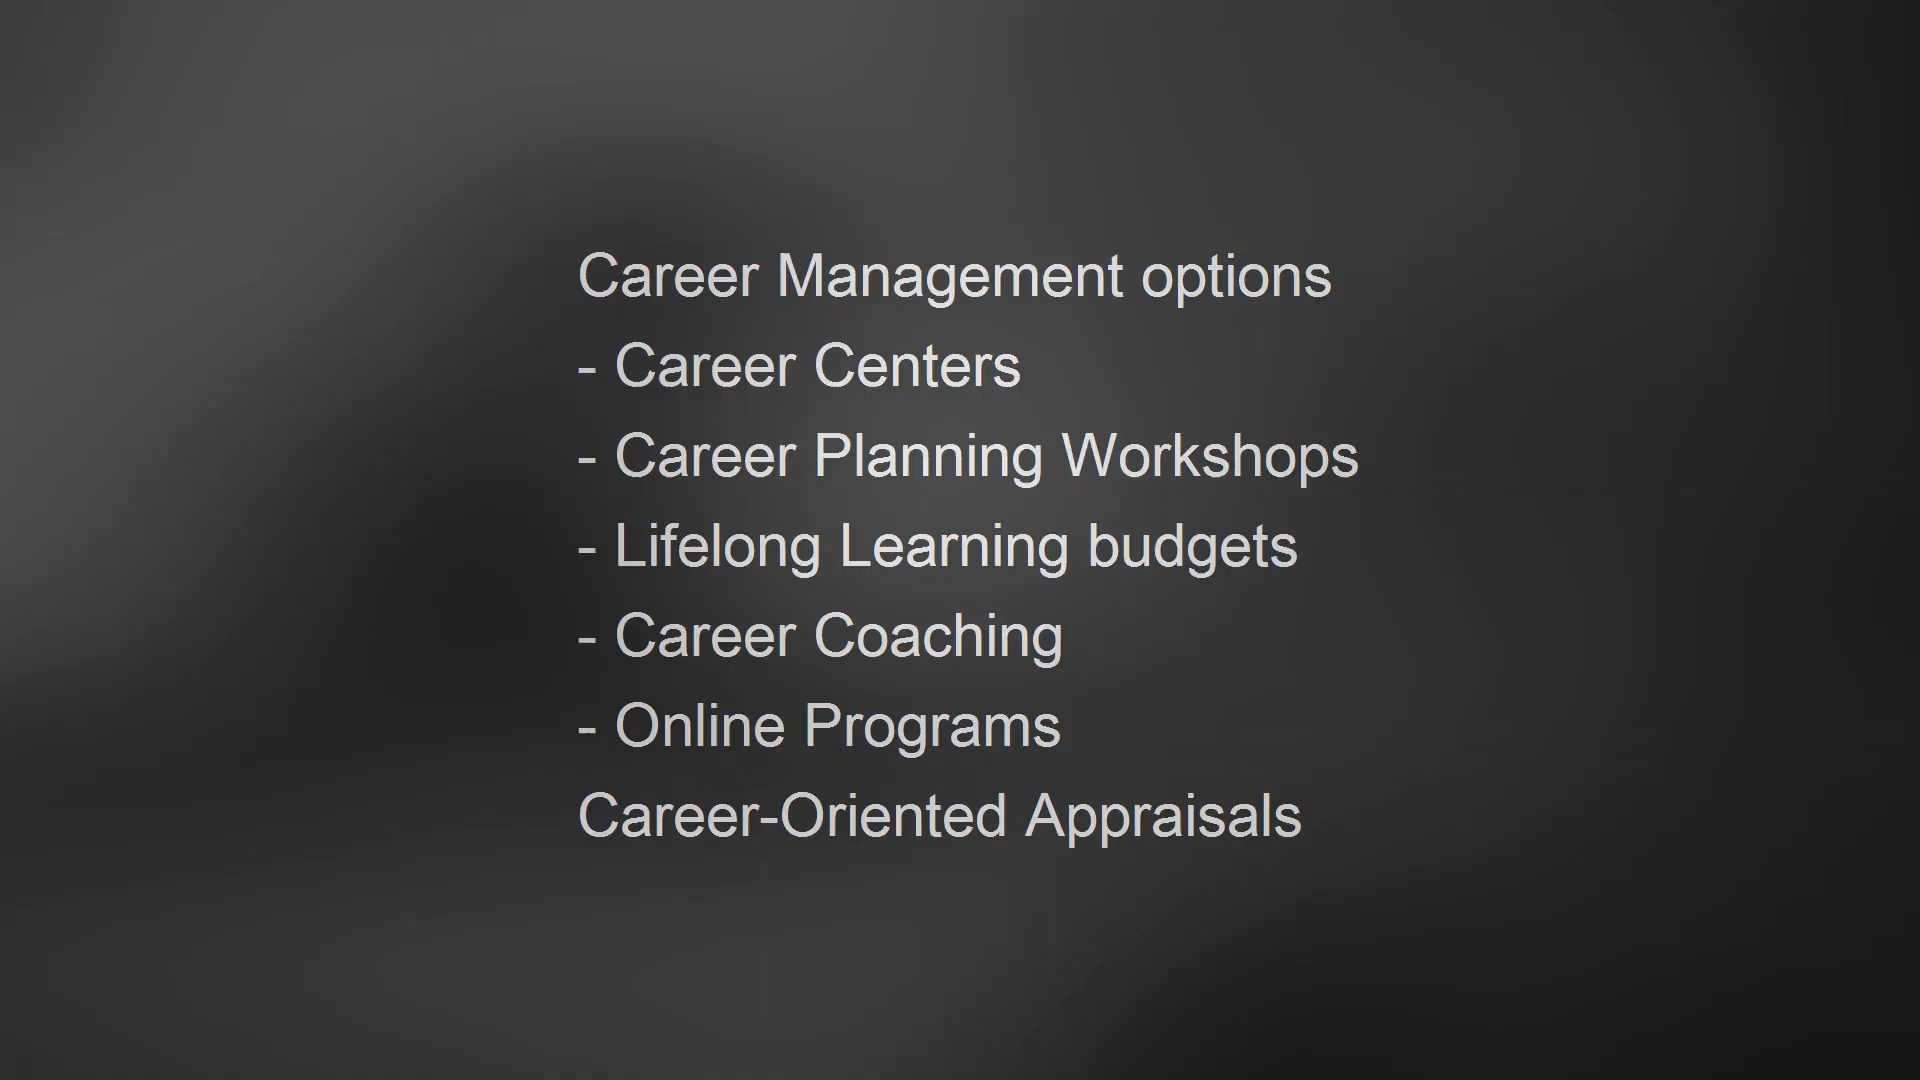 Career Management options
- Career Centers
- Career Planning Workshops
- Lifelong Learning budgets
- Career Coaching
- Online Programs
Career-Oriented Appraisals